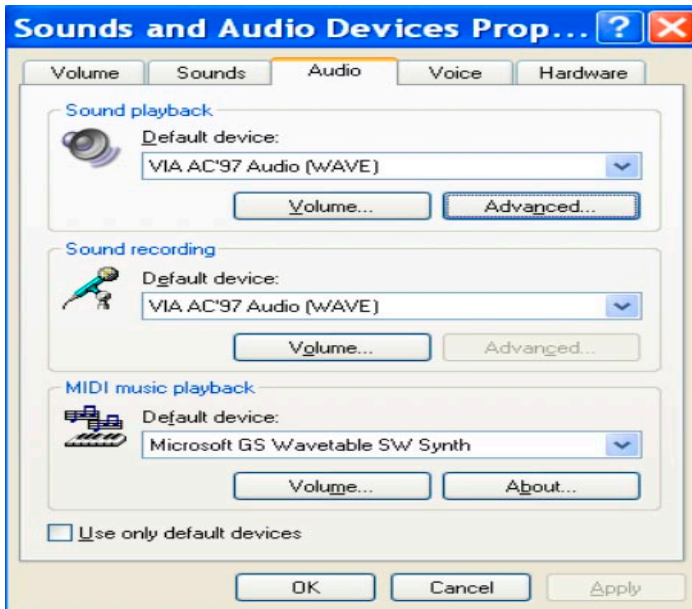 Sounds and Audio Devices Prop... ?
Volume Sounds Audio Voice Hardware
Sound playback
Default device:
VIA AC'97 Audio (WAVE)
Volume... Advanced...
Sound recording
Default device:
VIA AC'97 Audio (WAVE)
Volume... Advanced...
MIDI music playback
Default device:
Microsoft GS Wavetable SW Synth
Volume... About...
Use only default devices
OK Cancel Apply